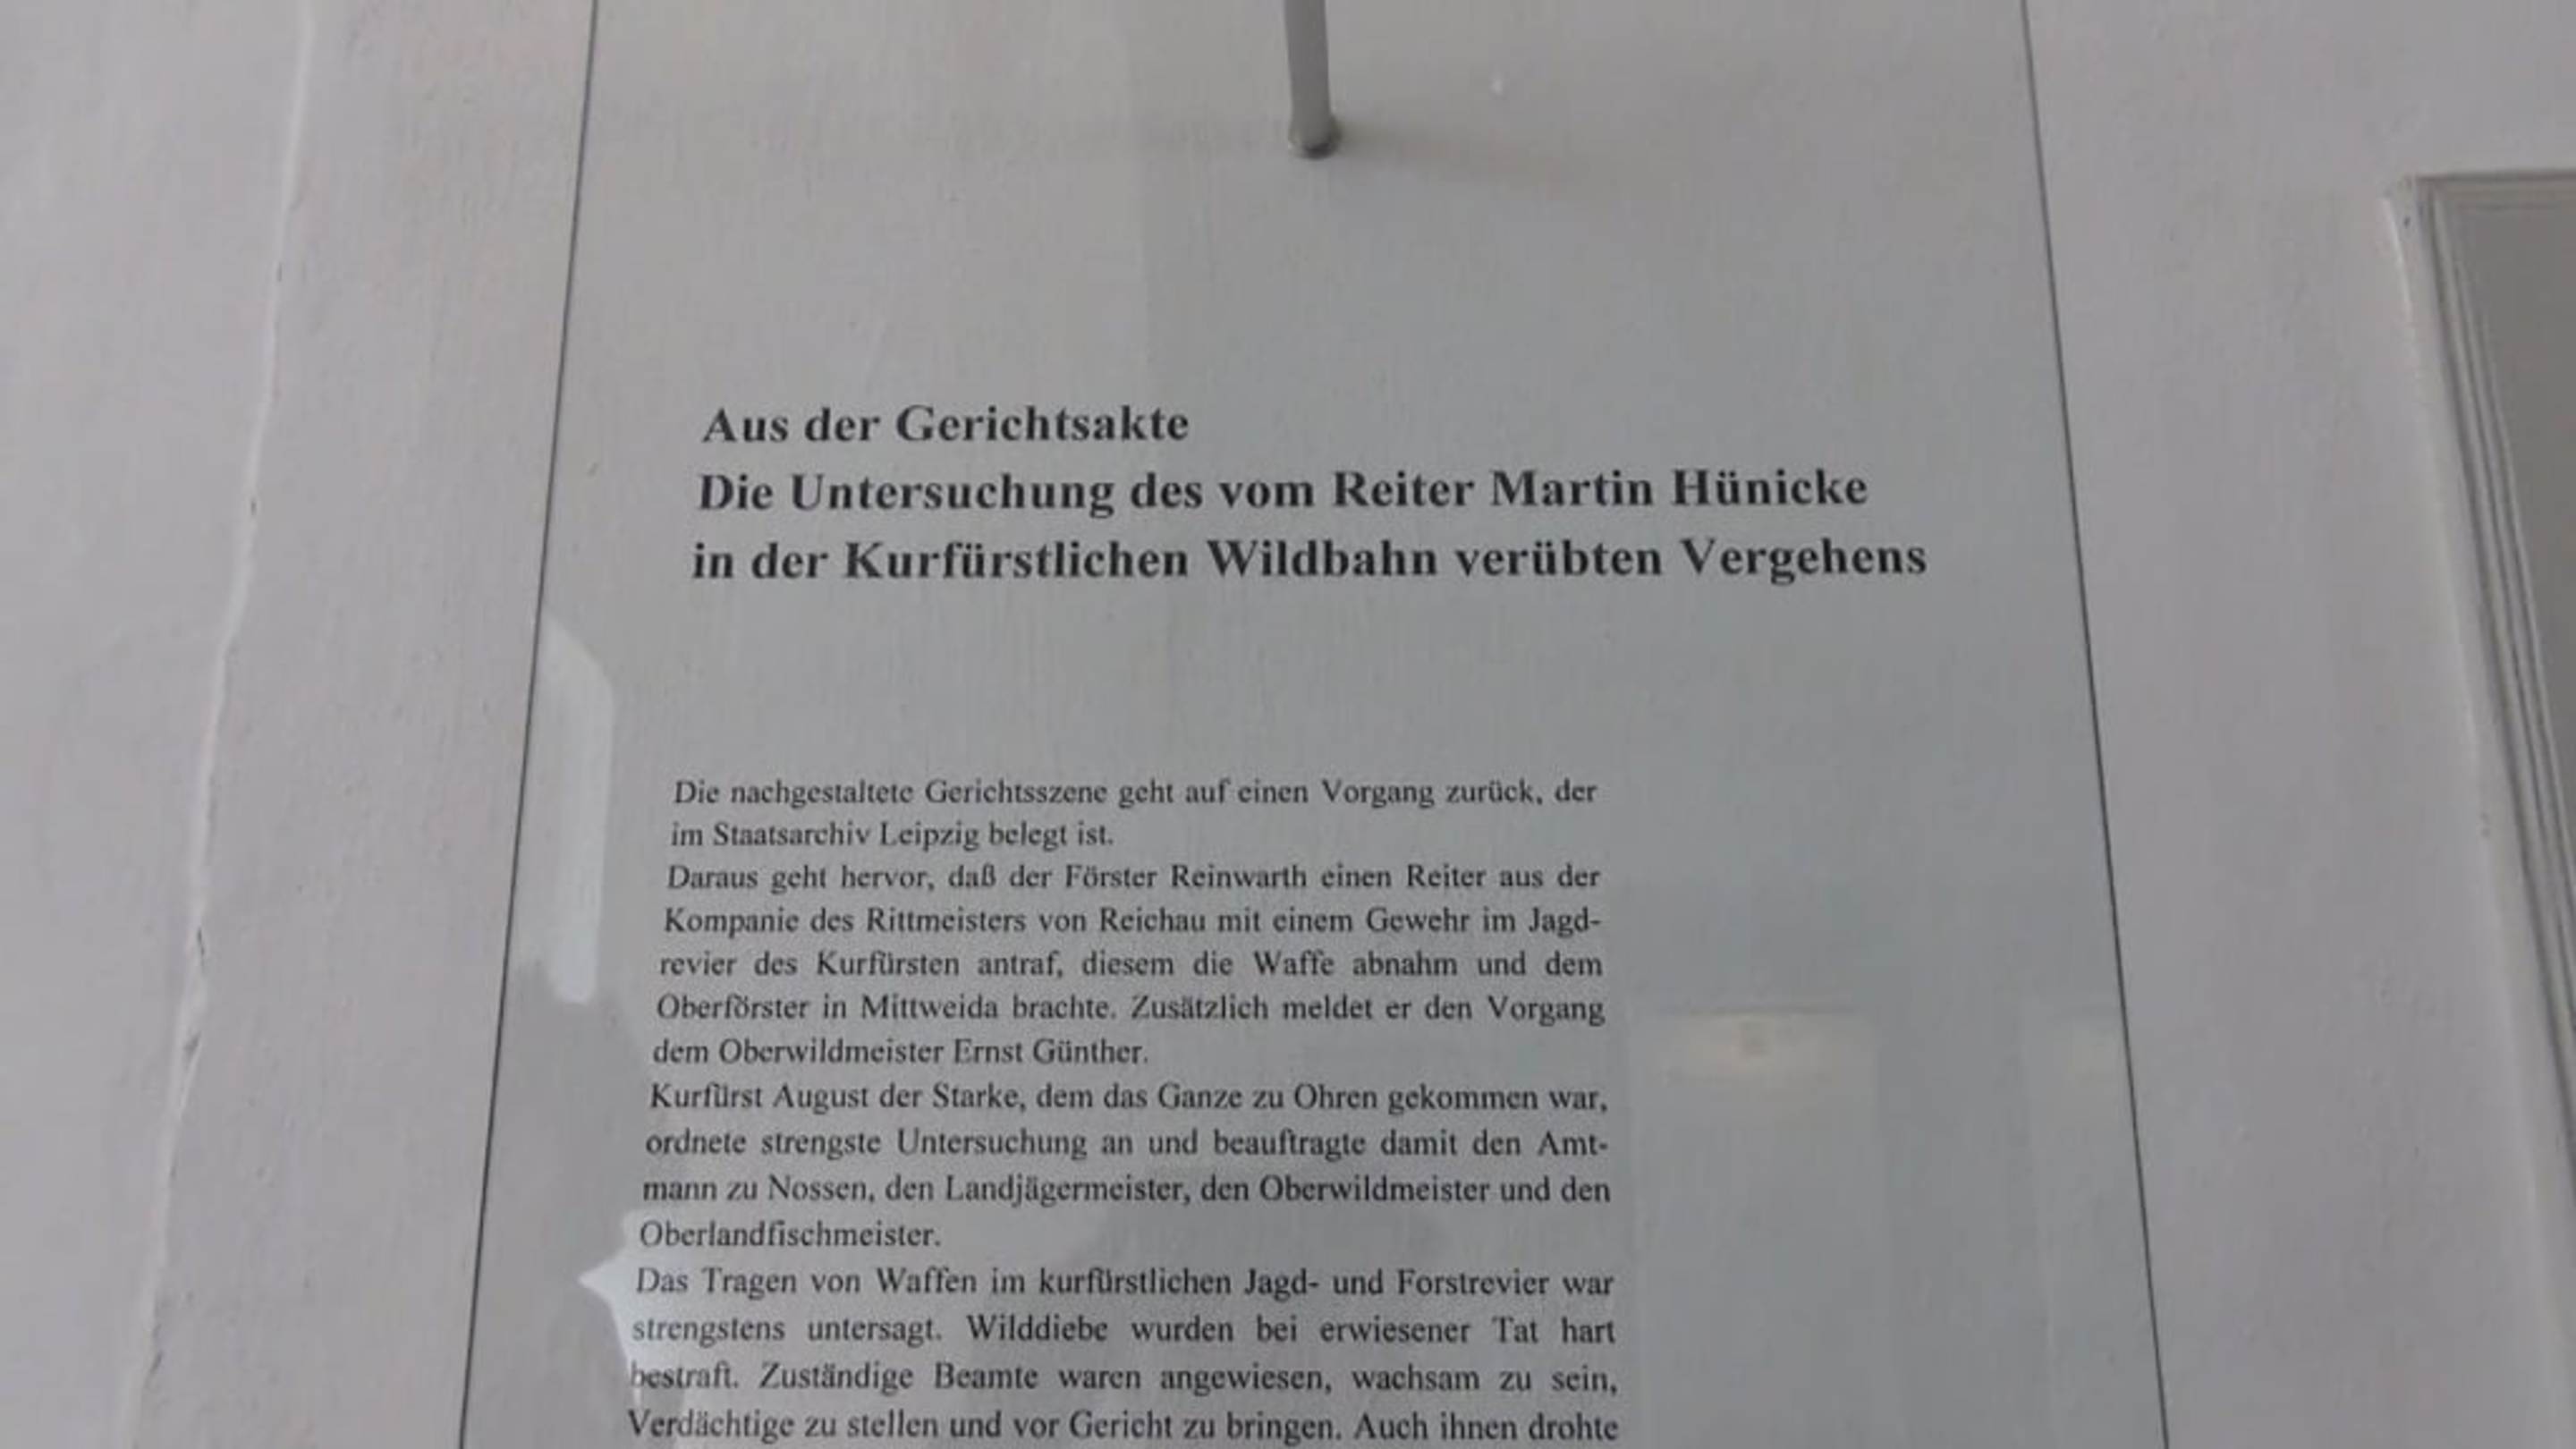 Aus der Gerichtsakte
Die Untersuchung des vom Reiter Martin Hünicke
in der Kurfürstlichen Wildbahn verübten Vergehens
Die nachgestaltete Gerichtsszene geht auf einen Vorgang zurück, der
im Staatsarchiv Leipzig belegt ist.
Daraus geht hervor, daß der Förster Reinwarth einen Reiter aus der
Kompanie des Rittmeisters von Reichau mit einem Gewehr im Jagd-
revier des Kurfürsten antraf, diesem die Waffe abnahm und dem
Oberförster in Mittweida brachte. Zusätzlich meldet er den Vorgang
dem Oberwildmeister Ernst Günther.
Kurfürst August der Starke, dem das Ganze zu Ohren gekommen war,
ordnete strengste Untersuchung an und beauftragte damit den Amt-
mann zu Nossen, den Landjägermeister, den Oberwildmeister und den
Oberlandfischmeister.
Das Tragen von Waffen im kurfürstlichen Jagd- und Forstrevier war
strengstens untersagt. Wilddiebe wurden bei erwiesener Tat hart
bestraft. Zuständige Beamte waren angewiesen, wachsam zu sein,
Verdächtige zu stellen und vor Gericht zu bringen. Auch ihnen drohte